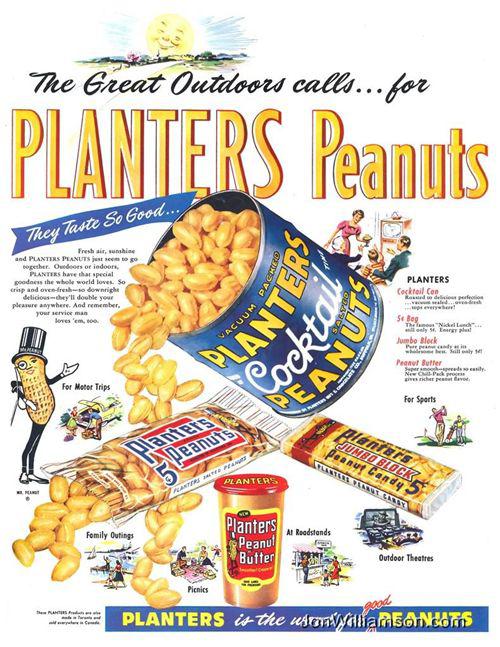 The Great Outdoors calls...for
PLANTERS Peanuts
They Taste So Good...
Fresh air, sunshine
and PLANTERS PEANUTS just seem to go
together. Outdoors or indoors,
PLANTERS have that special
goodness the whole world loves. So
crisp and oven-fresh—so downright
delicious—they'll double your
pleasure anywhere. And remember,
your service man
loves 'em, too.
VACUUM PACKED
PLANTERS
Cocktail
SALTED
PEANUTS
PLANTERS
Cocktail Can
Roasted to delicious perfection
...vacuum sealed...oven-fresh
...tops everywhere!
5¢ Bag
The famous "Nickel Lunch"...
still only 5¢. Energy plus!
Jumbo Block
Pure peanut candy at its
wholesome best. Still only 5¢!
Peanut Butter
Super smooth—spreads so easily.
New Chill-Pack process
gives richer peanut flavor.
MR. PEANUT
For Motor Trips
For Sports
MR. PEANUT
®
Planters
Peanuts
5¢
PLANTERS SALTED PEANUTS
Planters
JUMBO BLOCK
Peanut Candy
5¢
PLANTERS PEANUT CANDY
PLANTERS
NEW
Planters
Peanut
Butter
Family Outings
Picnics
At Roadstands
Outdoor Theatres
These PLANTERS Products are also
made in Toronto and
sold everywhere in Canada.
PLANTERS is the word for good PEANUTS
JonWilliamson.com